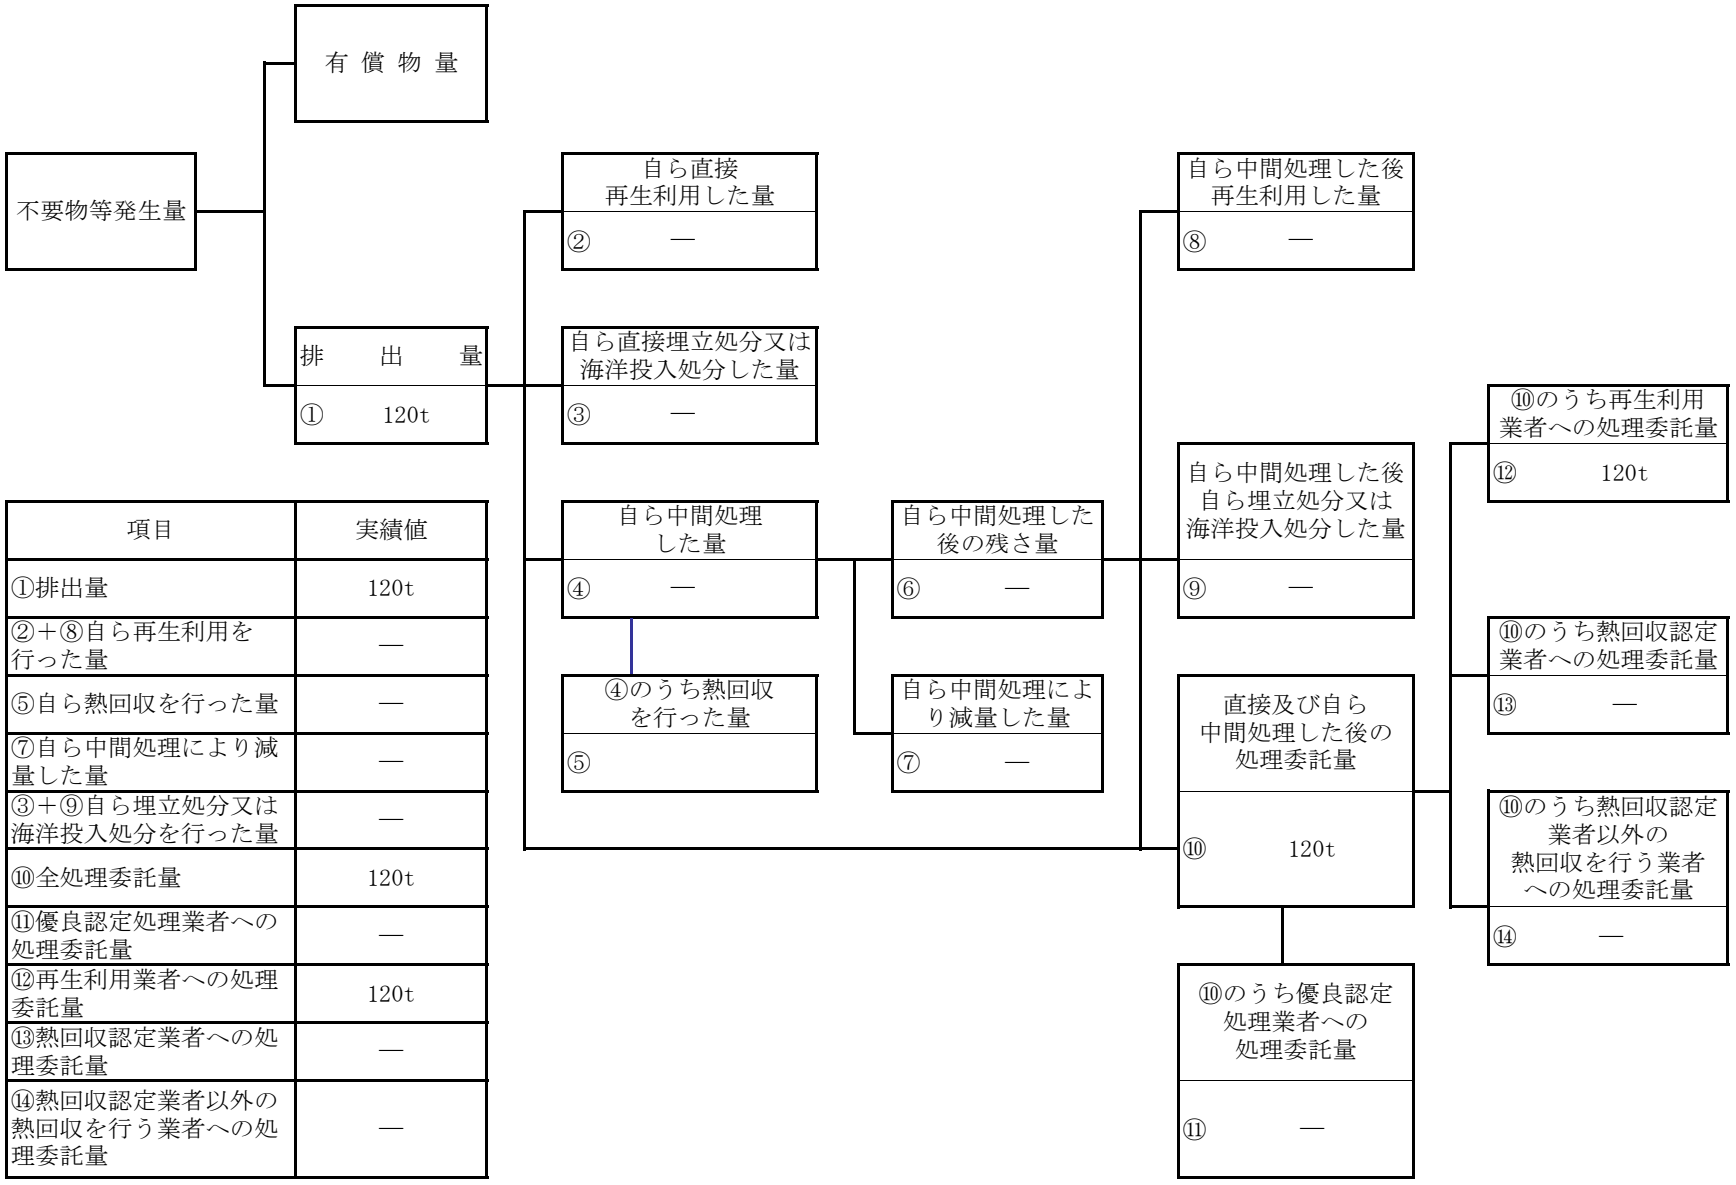 有償物量
不要物等発生量
排出量
① 120t
自ら直接
再生利用した量
② ―
自ら直接埋立処分又は
海洋投入処分した量
③ ―
自ら中間処理
した量
④ ―
④のうち熱回収
を行った量
⑤
自ら中間処理した
後の残さ量
⑥ ―
自ら中間処理によ
り減量した量
⑦ ―
自ら中間処理した後
再生利用した量
⑧ ―
自ら中間処理した後
自ら埋立処分又は
海洋投入処分した量
⑨ ―
直接及び自ら
中間処理した後の
処理委託量
⑩ 120t
⑩のうち優良認定
処理業者への
処理委託量
⑪ ―
⑩のうち再生利用
業者への処理委託量
⑫ 120t
⑩のうち熱回収認定
業者への処理委託量
⑬ ―
⑩のうち熱回収認定
業者以外の
熱回収を行う業者
への処理委託量
⑭ ―
項目 実績値
①排出量 120t
②＋⑧自ら再生利用を
行った量 ―
⑤自ら熱回収を行った量 ―
⑦自ら中間処理により減
量した量 ―
③＋⑨自ら埋立処分又は
海洋投入処分を行った量 ―
⑩全処理委託量 120t
⑪優良認定処理業者への
処理委託量 ―
⑫再生利用業者への処理
委託量 120t
⑬熱回収認定業者への処
理委託量 ―
⑭熱回収認定業者以外の
熱回収を行う業者への処
理委託量 ―